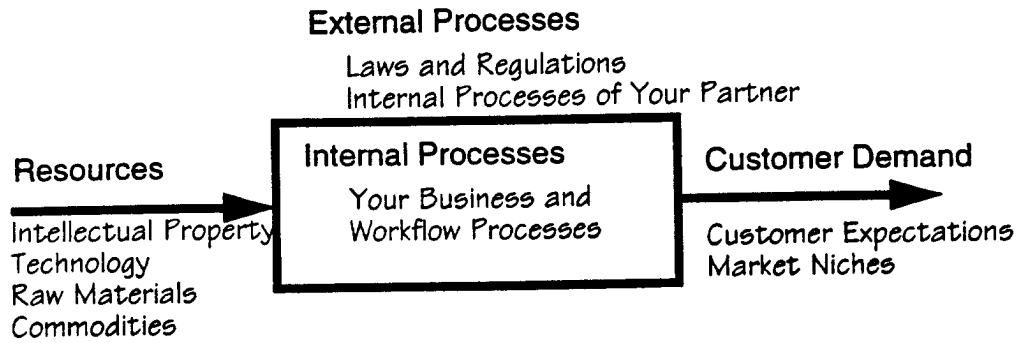 External Processes
Laws and Regulations
Internal Processes of Your Partner
Resources
Intellectual Property
Technology
Raw Materials
Commodities
Internal Processes
Your Business and
Workflow Processes
Customer Demand
Customer Expectations
Market Niches